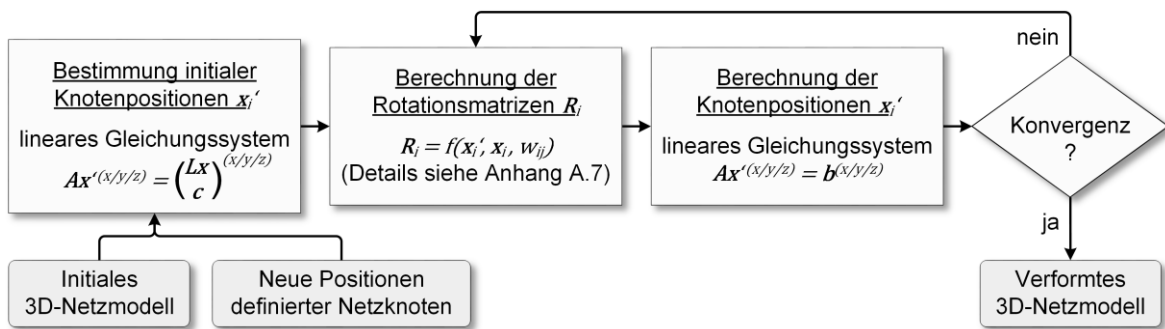 Bestimmung initialer
Knotenpositionen xᵢ‘
lineares Gleichungssystem
Ax‘⁽ˣ/ʸ/ᶻ⁾ = (Lx c)⁽ˣ/ʸ/ᶻ⁾
Berechnung der
Rotationsmatrizen Rᵢ
Rᵢ = f(xᵢ‘, xᵢ, wᵢⱼ)
(Details siehe Anhang A.7)
Berechnung der
Knotenpositionen xᵢ‘
lineares Gleichungssystem
Ax‘⁽ˣ/ʸ/ᶻ⁾ = b⁽ˣ/ʸ/ᶻ⁾
nein
Konvergenz
?
ja
Initiales
3D-Netzmodell
Neue Positionen
definierter Netzknoten
Verformtes
3D-Netzmodell